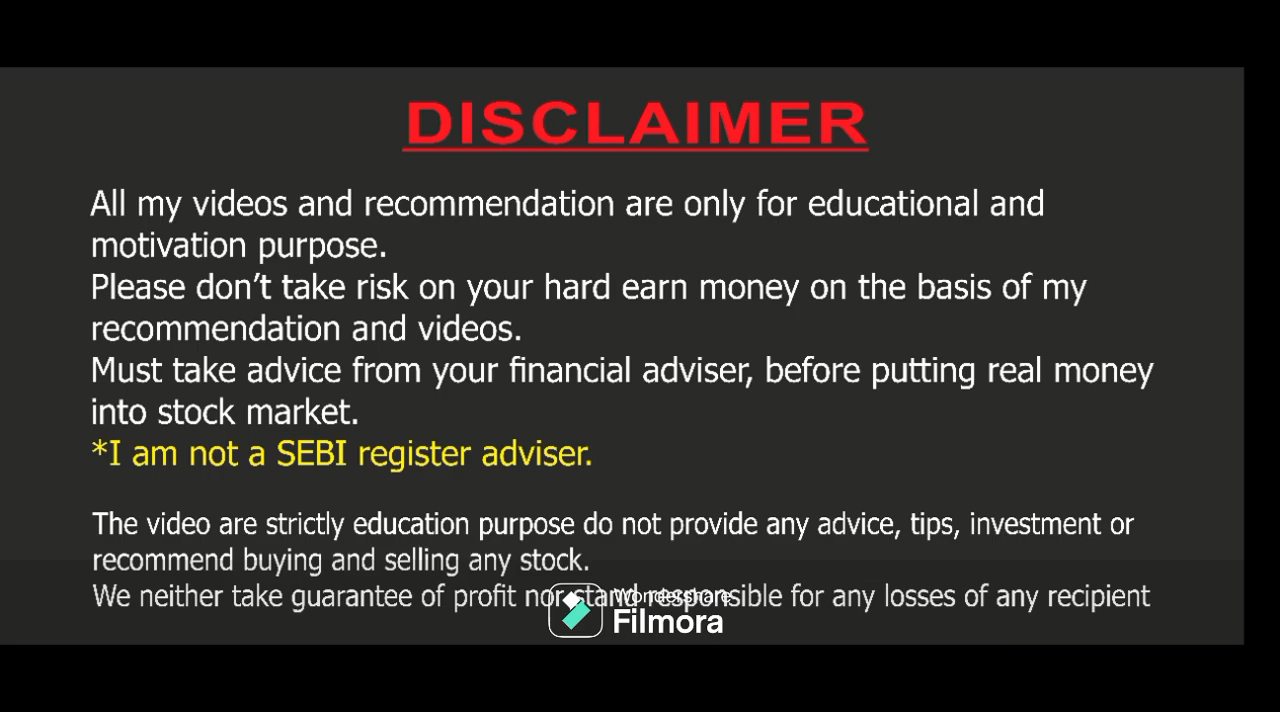 DISCLAIMER
All my videos and recommendation are only for educational and
motivation purpose.
Please don't take risk on your hard earn money on the basis of my
recommendation and videos.
Must take advice from your financial adviser, before putting real money
into stock market.
*I am not a SEBI register adviser.
The video are strictly education purpose do not provide any advice, tips, investment or
recommend buying and selling any stock.
We neither take guarantee of profit nor stand responsible for any losses of any recipient
Wondershare
Filmora